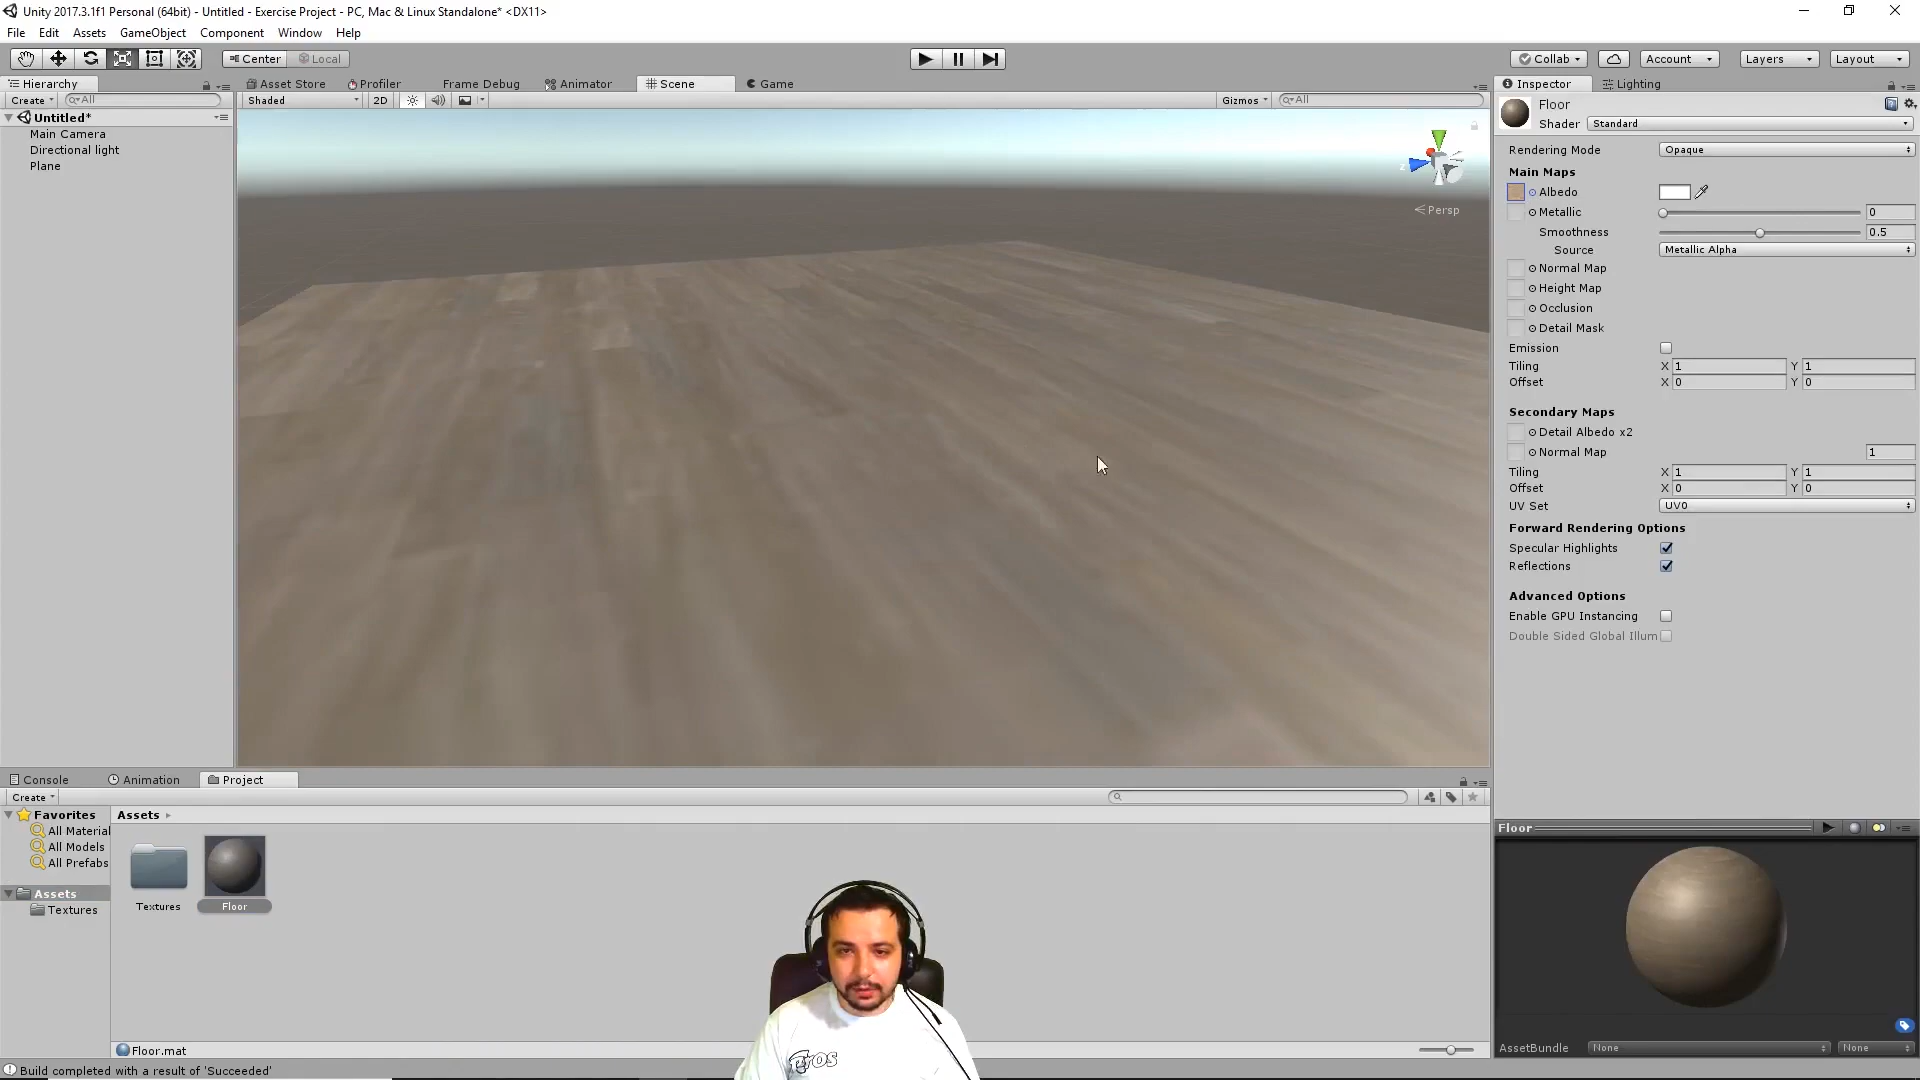 Unity 2017.3.1f1 Personal (64bit) - Untitled - Exercise Project - PC, Mac & Linux Standalone* <DX11>
File Edit Assets GameObject Component Window Help
Center Local Collab Account Layers Layout
Hierarchy Asset Store Profiler Frame Debug Animator Scene Game Inspector Lighting
Create All Shaded 2D Gizmos All
Floor
Shader Standard
Untitled*
Main Camera
Directional light
Plane
Persp
Rendering Mode Opaque
Main Maps
Albedo
Metallic 0
Smoothness 0.5
Source Metallic Alpha
Normal Map
Height Map
Occlusion
Detail Mask
Emission
Tiling X 1 Y 1
Offset X 0 Y 0
Secondary Maps
Detail Albedo x2
Normal Map 1
Tiling X 1 Y 1
Offset X 0 Y 0
UV Set UV0
Forward Rendering Options
Specular Highlights
Reflections
Advanced Options
Enable GPU Instancing
Double Sided Global Illum
Console Animation Project
Create
Favorites
All Material
All Models
All Prefabs
Assets
Textures
Assets
Textures Floor
Floor.mat
Floor
AssetBundle None None
Build completed with a result of 'Succeeded'